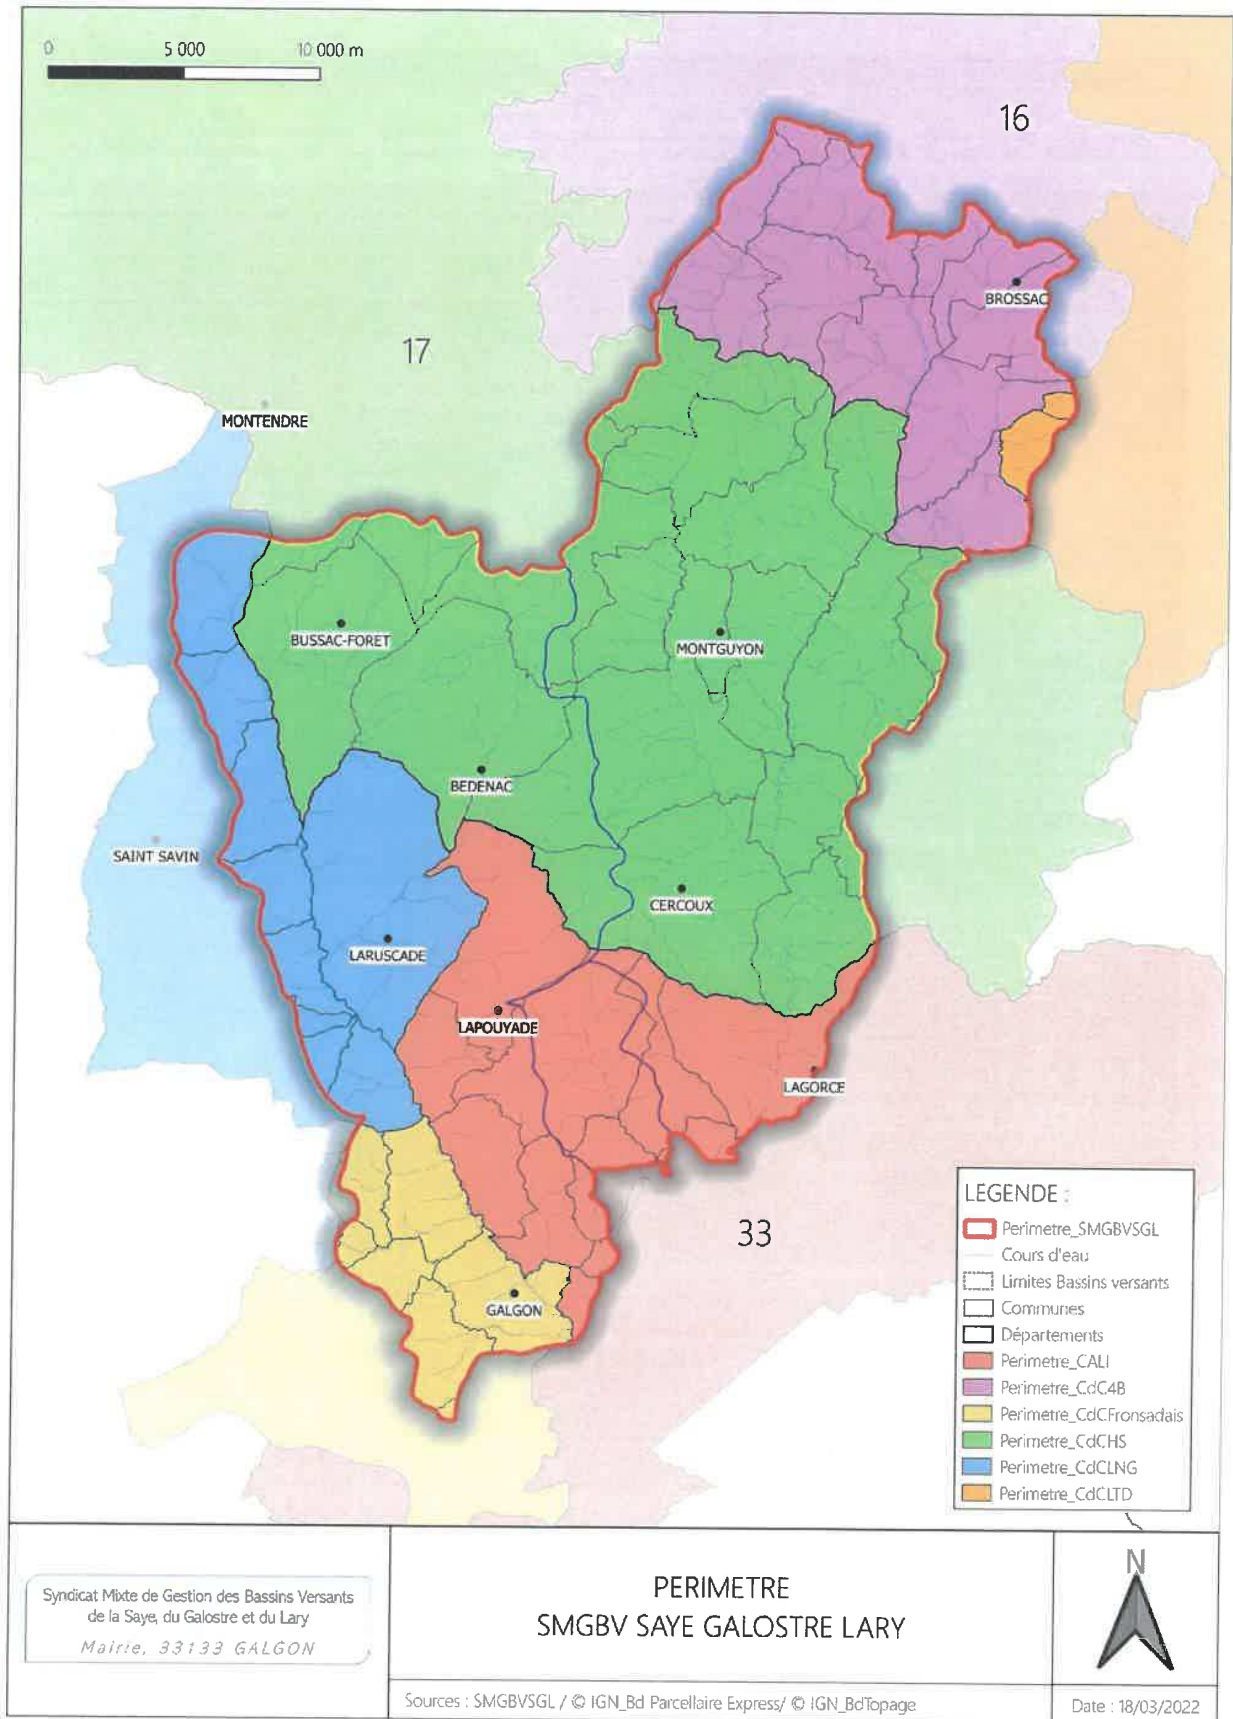 0 5 000 10 000 m
16
BROSSAC
17
MONTENDRE
BUSSAC-FORET
MONTGUYON
BEDENAC
SAINT SAVIN
CERCOUX
LARUSCADE
LAPOUYADE
LAGORCE
33
GALGON
LEGENDE :
Perimetre_SMGBVSGL
Cours d'eau
Limites Bassins versants
Communes
Départements
Perimetre_CALI
Perimetre_CdC4B
Perimetre_CdCFronsadais
Perimetre_CdCHS
Perimetre_CdCLNG
Perimetre_CdCLTD
Syndicat Mixte de Gestion des Bassins Versants
de la Saye, du Galostre et du Lary
Mairie, 33133 GALGON
PERIMETRE
SMGBV SAYE GALOSTRE LARY
N
Sources : SMGBVSGL / © IGN_Bd Parcellaire Express/ © IGN_BdTopage
Date : 18/03/2022